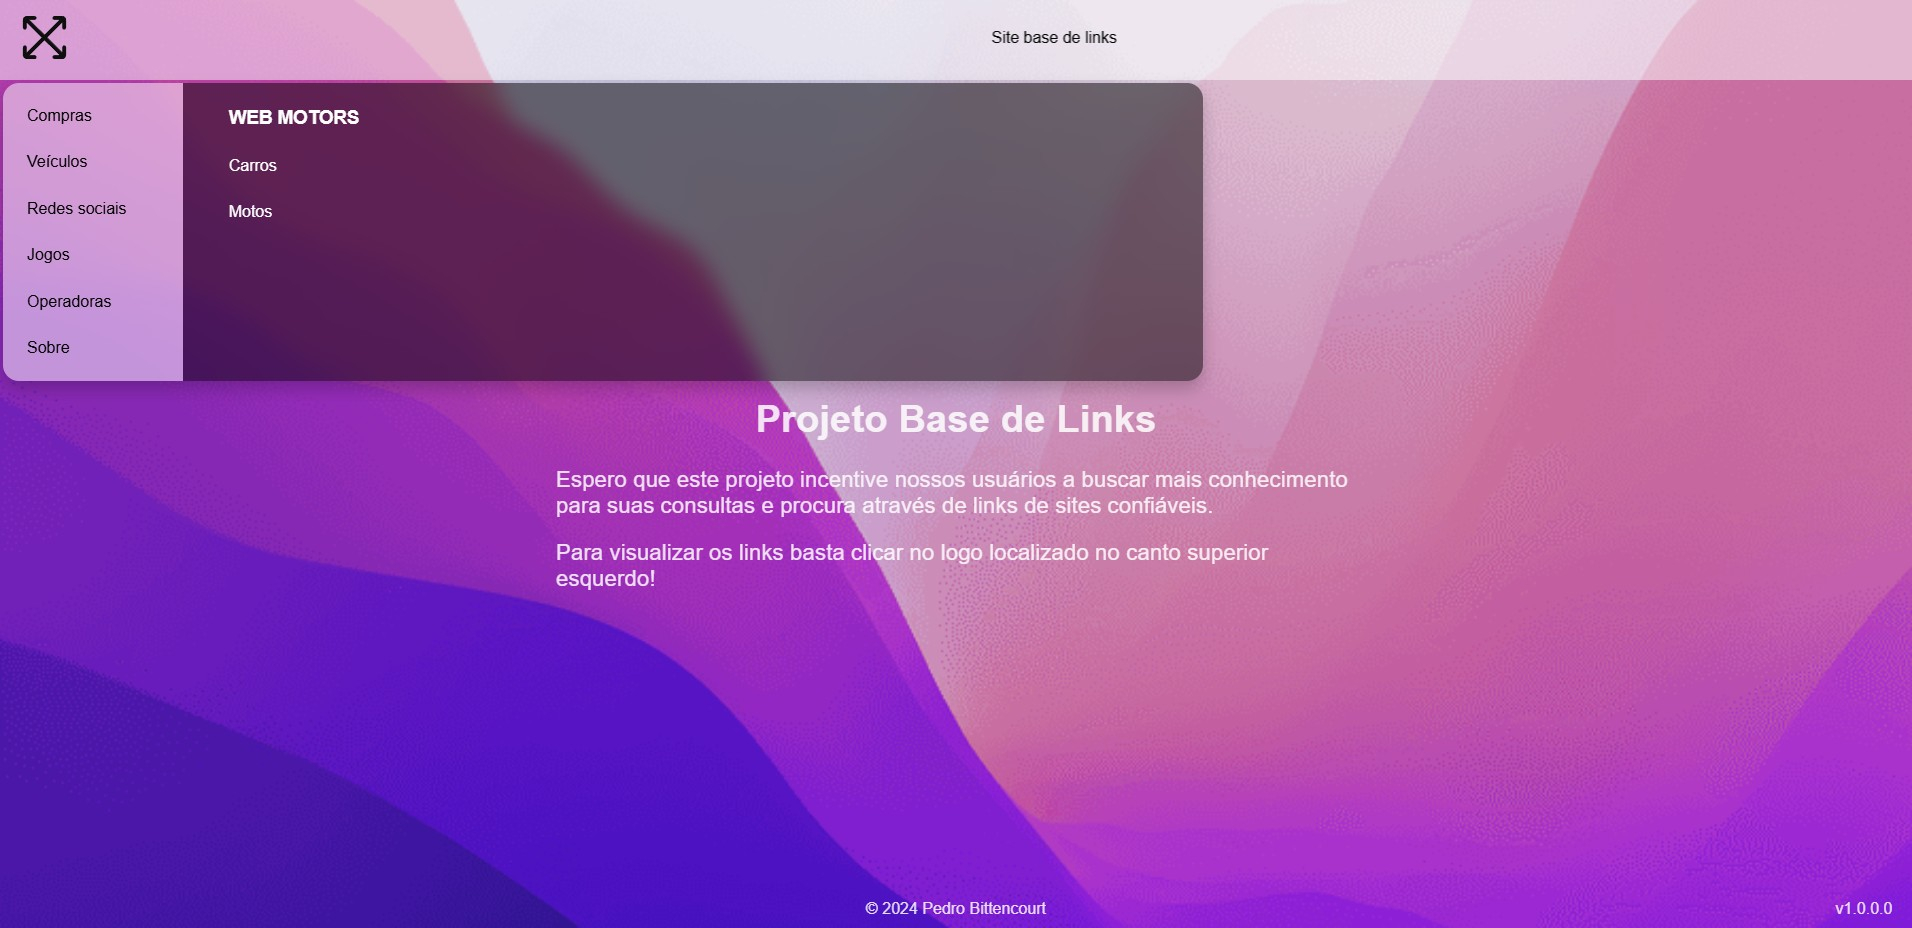 Site base de links
Compras
Veículos
Redes sociais
Jogos
Operadoras
Sobre
WEB MOTORS
Carros
Motos
Projeto Base de Links
Espero que este projeto incentive nossos usuários a buscar mais conhecimento
para suas consultas e procura através de links de sites confiáveis.
Para visualizar os links basta clicar no logo localizado no canto superior
esquerdo!
© 2024 Pedro Bittencourt
v1.0.0.0